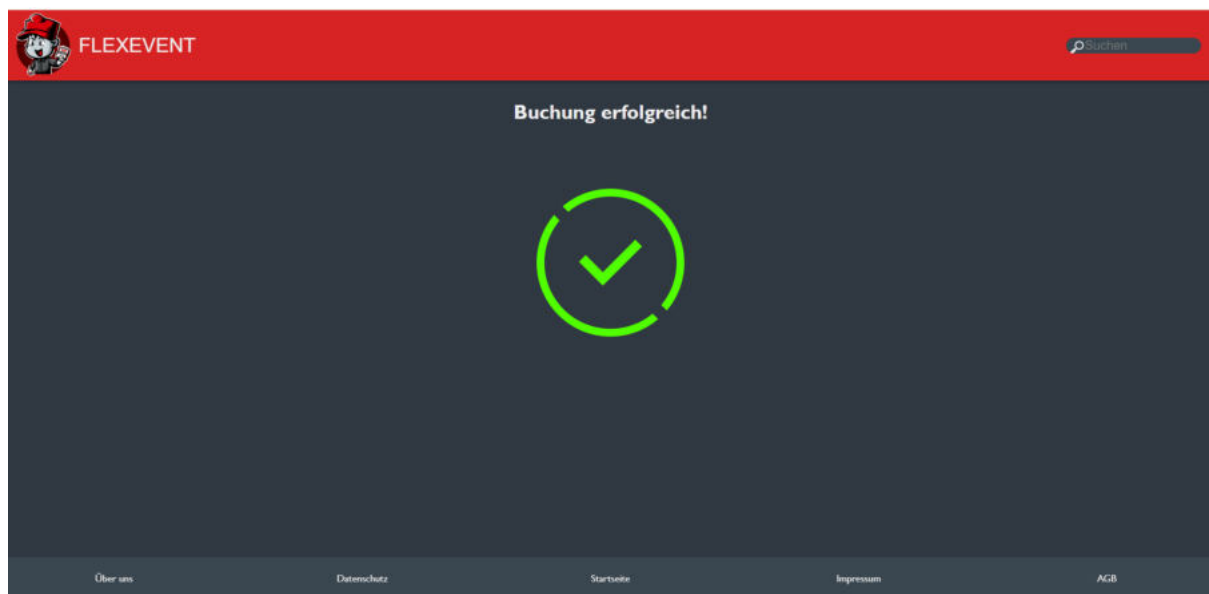 FLEXEVENT
Suchen
Buchung erfolgreich!
Über uns
Datenschutz
Startseite
Impressum
AGB